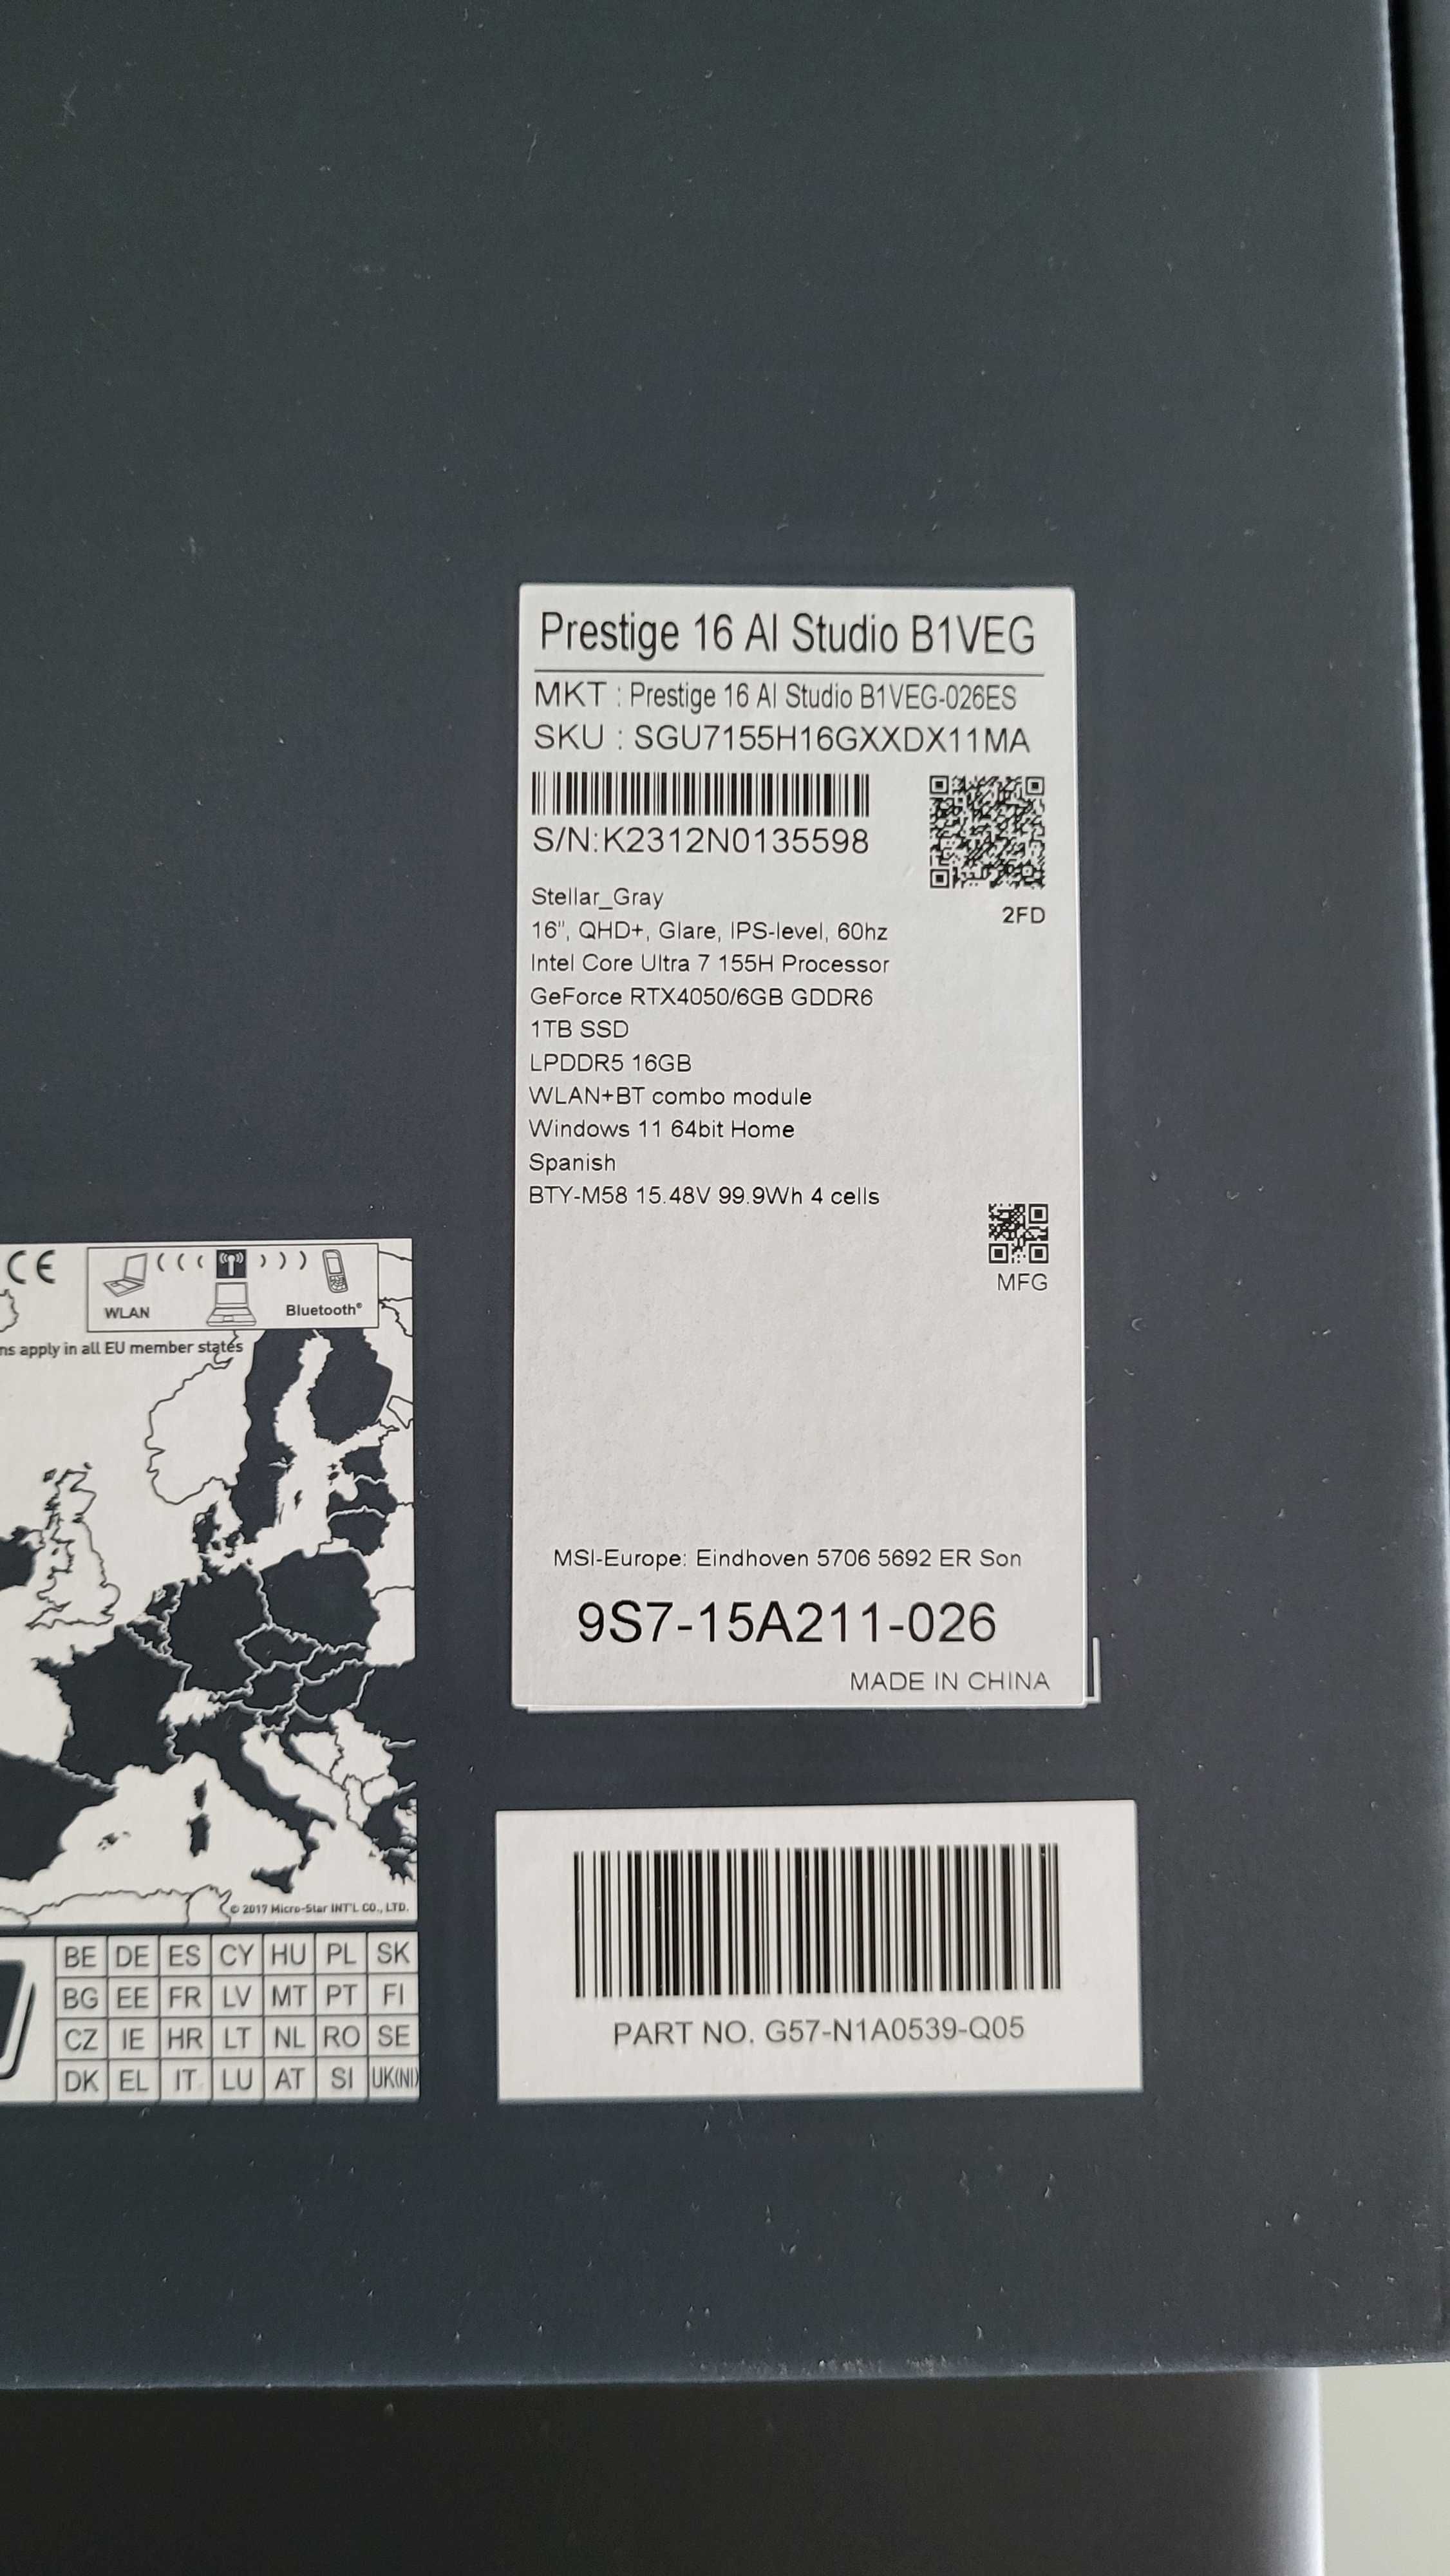 Prestige 16 AI Studio B1VEG
MKT : Prestige 16 AI Studio B1VEG-026ES
SKU : SGU7155H16GXXDX11MA
S/N:K2312N0135598
2FD
Stellar_Gray
16", QHD+, Glare, IPS-level, 60hz
Intel Core Ultra 7 155H Processor
GeForce RTX4050/6GB GDDR6
1TB SSD
LPDDR5 16GB
WLAN+BT combo module
Windows 11 64bit Home
Spanish
BTY-M58 15.48V 99.9Wh 4 cells
MFG
MSI-Europe: Eindhoven 5706 5692 ER Son
9S7-15A211-026
MADE IN CHINA
CE
WLAN
Bluetooth®
apply in all EU member states
© 2017 Micro-Star INT'L CO., LTD.
BE DE ES CY HU PL SK
BG EE FR LV MT PT FI
CZ IE HR LT NL RO SE
DK EL IT LU AT SI UK(NI)
PART NO. G57-N1A0539-Q05